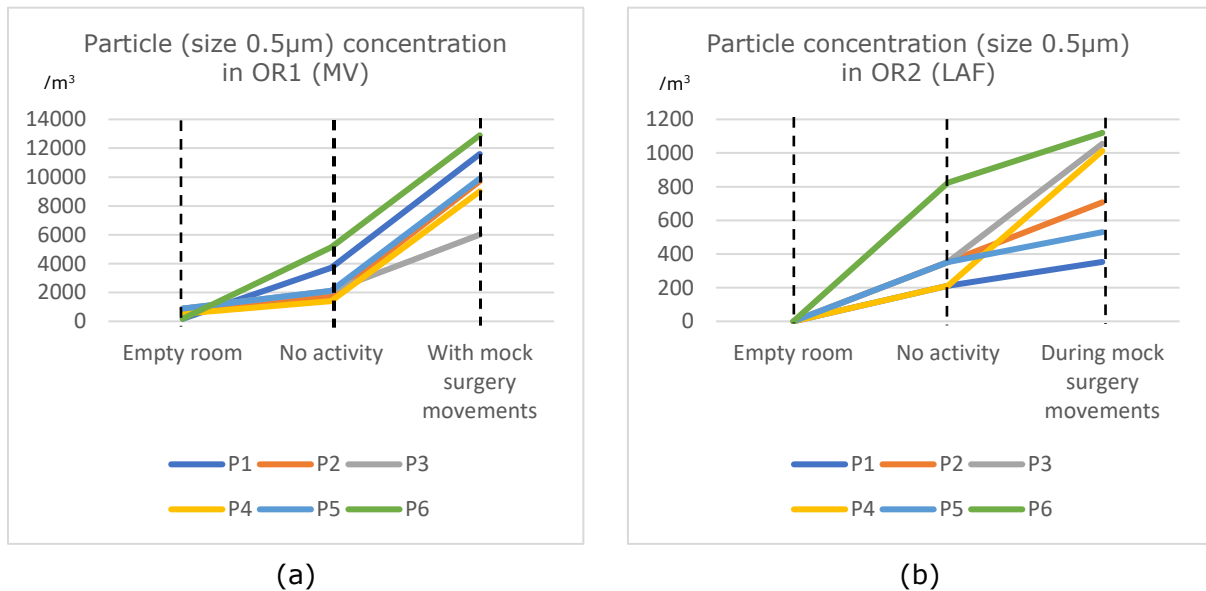 Particle (size 0.5µm) concentration
in OR1 (MV)
/m³
14000
12000
10000
8000
6000
4000
2000
0
Empty room
No activity
With mock
surgery
movements
P1
P2
P3
P4
P5
P6
(a)
Particle concentration (size 0.5µm)
in OR2 (LAF)
/m³
1200
1000
800
600
400
200
0
Empty room
No activity
During mock
surgery
movements
P1
P2
P3
P4
P5
P6
(b)